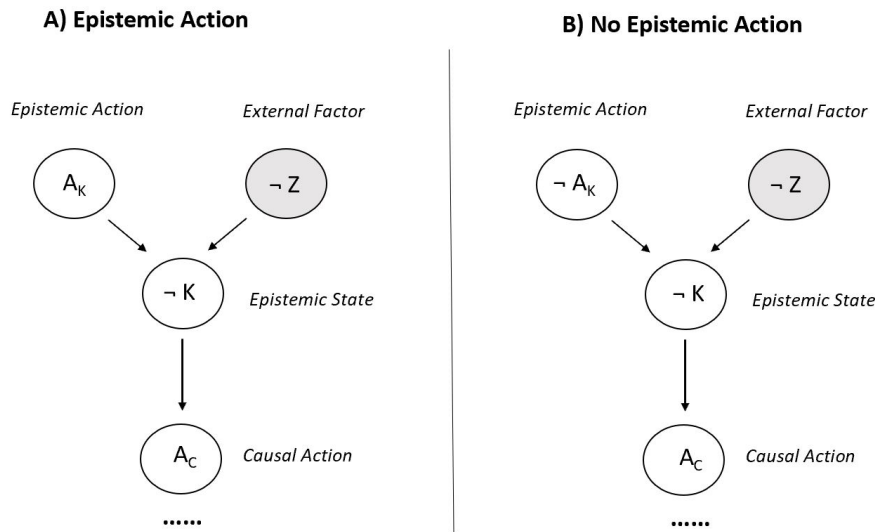 A) Epistemic Action
Epistemic Action
External Factor
A_K
¬ Z
¬ K
Epistemic State
A_C
Causal Action
......
B) No Epistemic Action
Epistemic Action
External Factor
¬ A_K
¬ Z
¬ K
Epistemic State
A_C
Causal Action
......